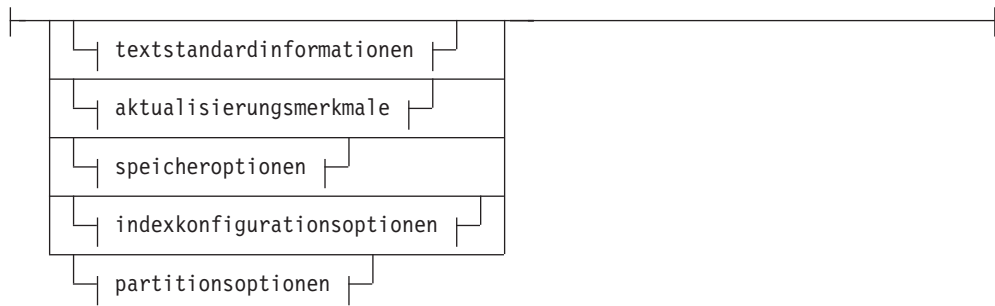 textstandardinformationen
aktualisierungsmerkmale
speicheroptionen
indexkonfigurationsoptionen
partitionsoptionen